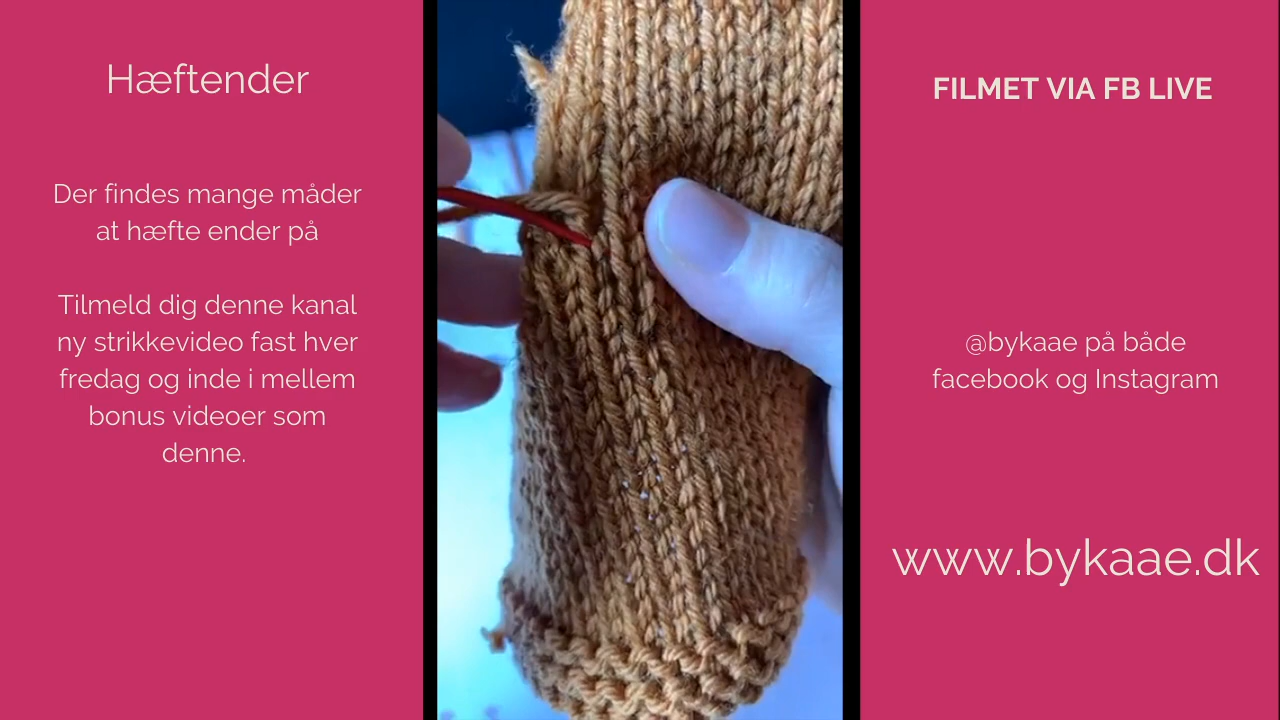 Hæftender
Der findes mange måder
at hæfte ender på
Tilmeld dig denne kanal
ny strikkevideo fast hver
fredag og inde i mellem
bonus videoer som
denne.
FILMET VIA FB LIVE
@bykaae på både
facebook og Instagram
www.bykaae.dk